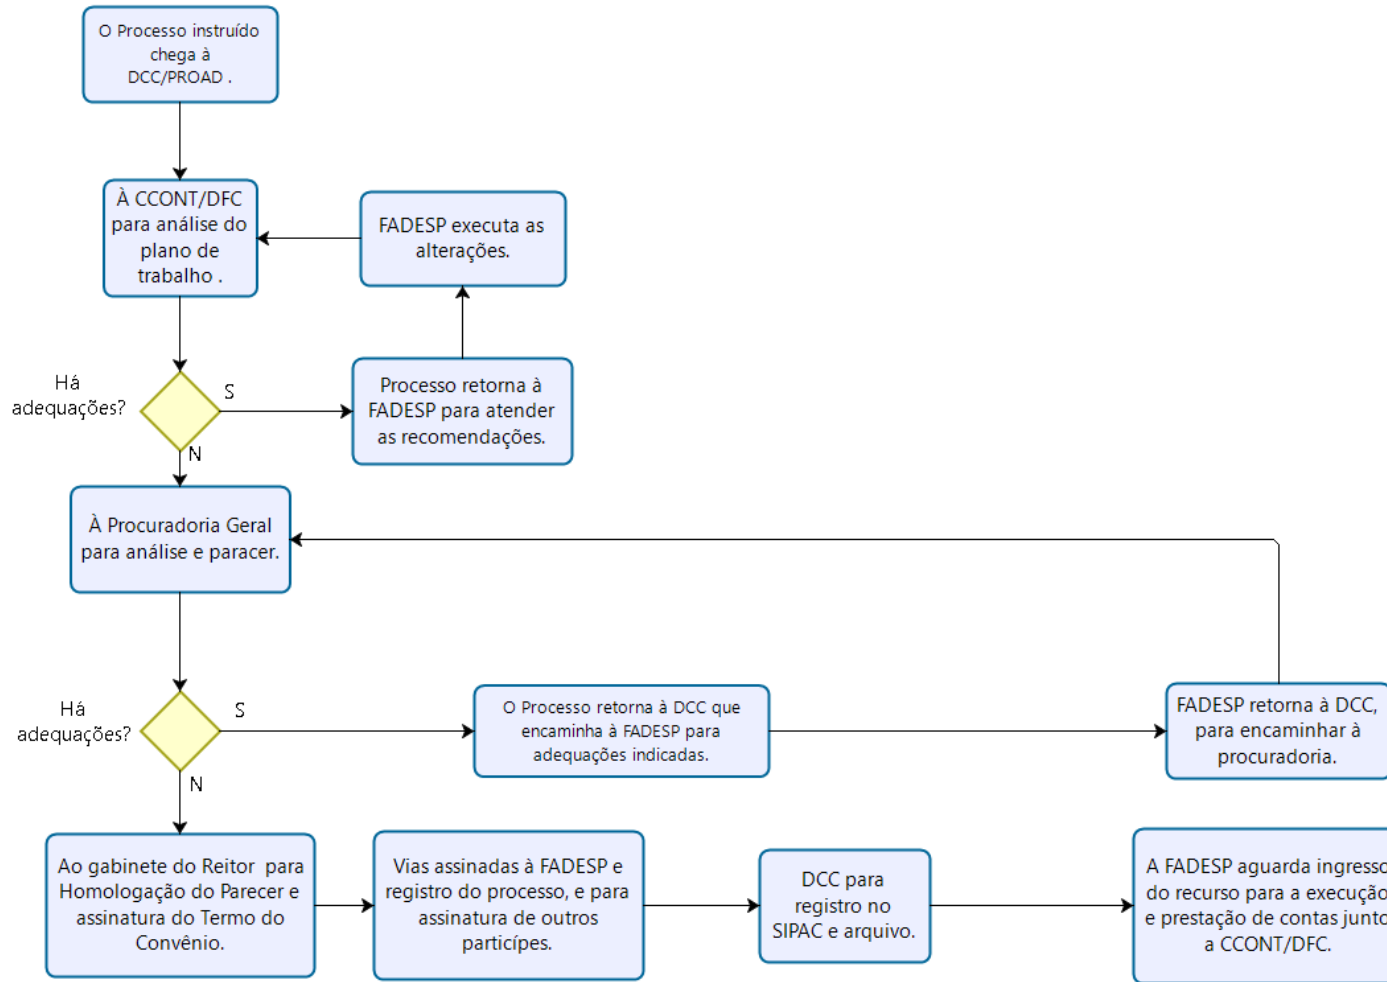 O Processo instruído
chega à
DCC/PROAD .
À CCONT/DFC
para análise do
plano de
trabalho .
FADESP executa as
alterações.
Há
adequações?
S
N
Processo retorna à
FADESP para atender
as recomendações.
À Procuradoria Geral
para análise e paracer.
Há
adequações?
S
N
O Processo retorna à DCC que
encaminha à FADESP para
adequações indicadas.
FADESP retorna à DCC,
para encaminhar à
procuradoria.
Ao gabinete do Reitor para
Homologação do Parecer e
assinatura do Termo do
Convênio.
Vias assinadas à FADESP e
registro do processo, e para
assinatura de outros
particípes.
DCC para
registro no
SIPAC e arquivo.
A FADESP aguarda ingresso
do recurso para a execução
e prestação de contas junto
a CCONT/DFC.